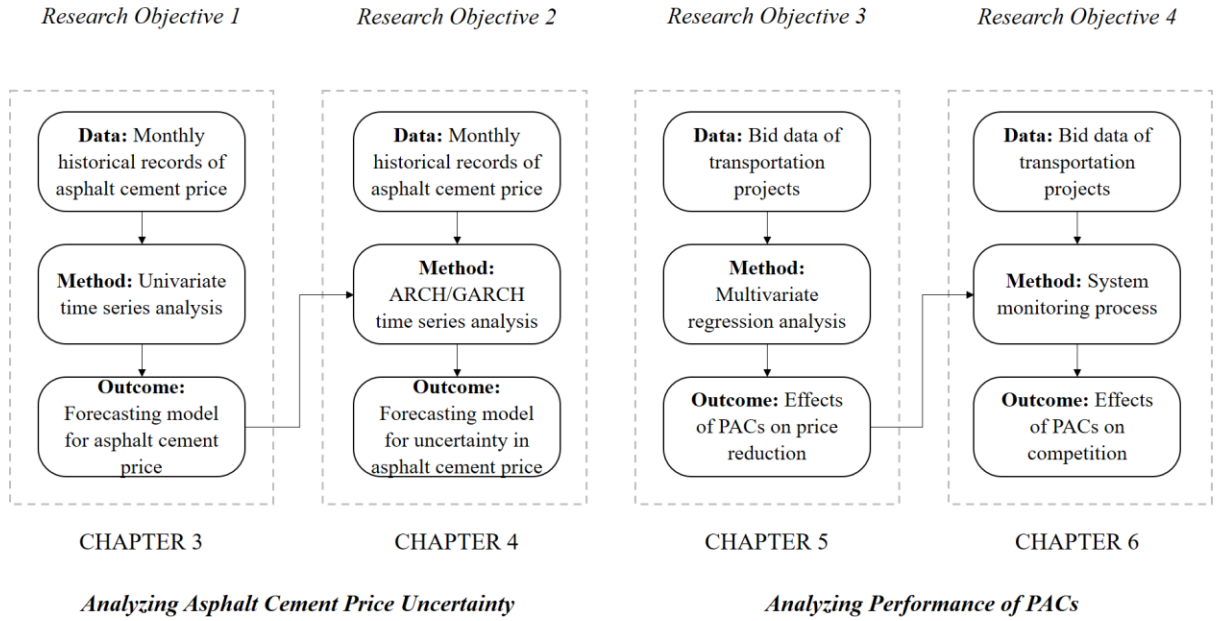 Research Objective 1
Research Objective 2
Research Objective 3
Research Objective 4
Data: Monthly
historical records of
asphalt cement price
Method: Univariate
time series analysis
Outcome:
Forecasting model
for asphalt cement
price
CHAPTER 3
Data: Monthly
historical records of
asphalt cement price
Method:
ARCH/GARCH
time series analysis
Outcome:
Forecasting model
for uncertainty in
asphalt cement price
CHAPTER 4
Data: Bid data of
transportation
projects
Method:
Multivariate
regression analysis
Outcome: Effects
of PACs on price
reduction
CHAPTER 5
Data: Bid data of
transportation
projects
Method: System
monitoring process
Outcome: Effects
of PACs on
competition
CHAPTER 6
Analyzing Asphalt Cement Price Uncertainty
Analyzing Performance of PACs